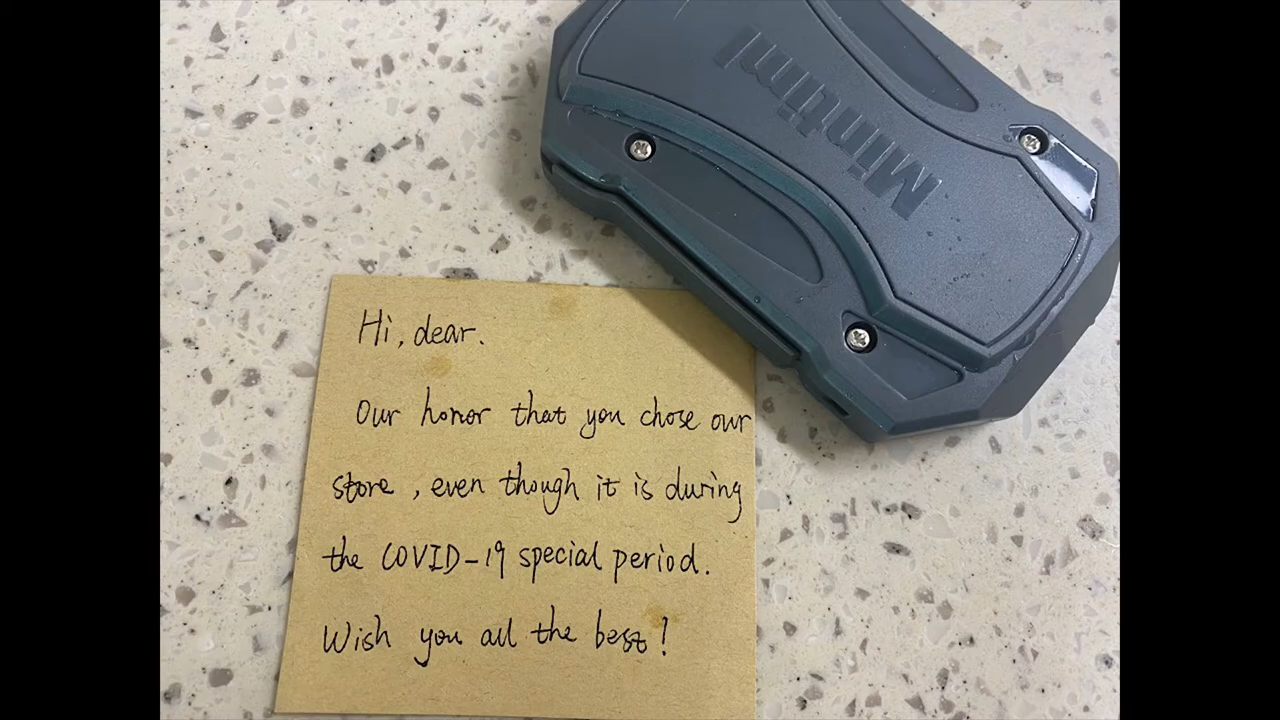 Mintiml
Hi, dear.
Our honor that you chose our
store, even though it is during
the COVID-19 special period.
Wish you all the best!